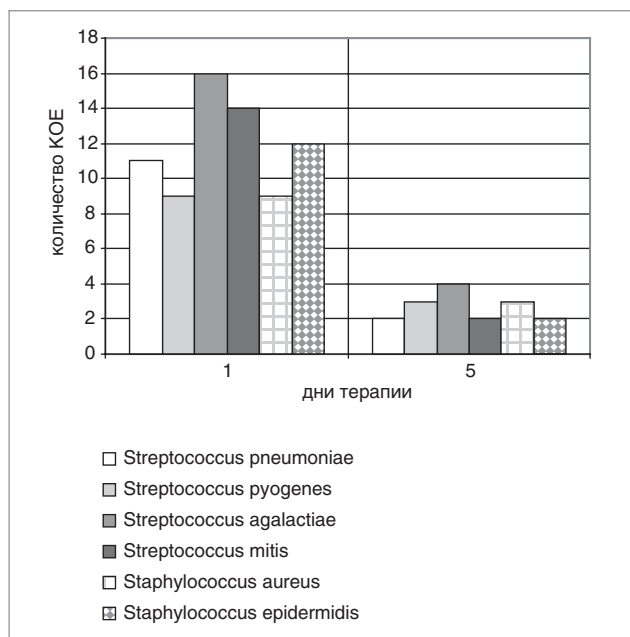 18
16
14
12
10
8
6
4
2
0
количество КОЕ
1
5
дни терапии
Streptococcus pneumoniae
Streptococcus pyogenes
Streptococcus agalactiae
Streptococcus mitis
Staphylococcus aureus
Staphylococcus epidermidis